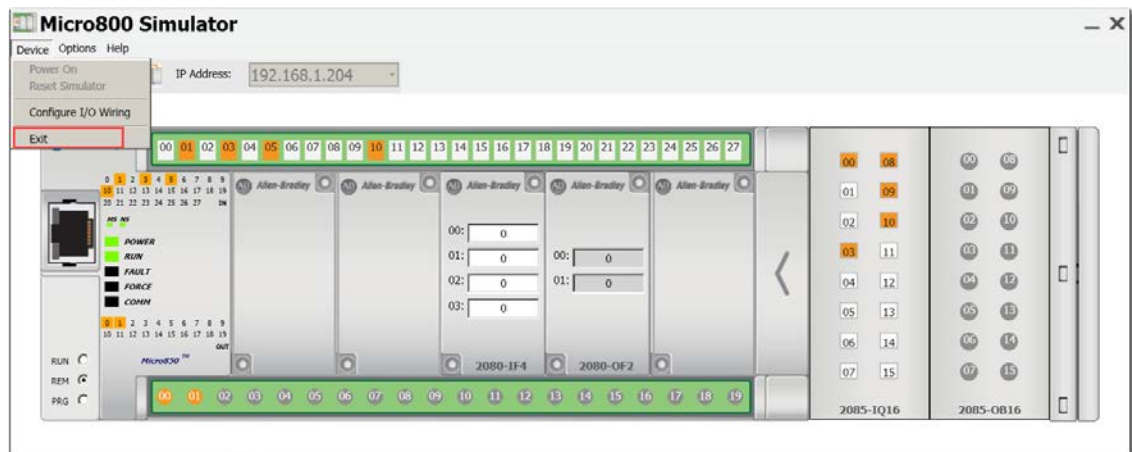 Micro800 Simulator
Device Options Help
Power On
Reset Simulator
Configure I/O Wiring
Exit
IP Address: 192.168.1.204
00 01 02 03 04 05 06 07 08 09 10 11 12 13 14 15 16 17 18 19 20 21 22 23 24 25 26 27
0 1 2 3 4 5 6 7 8 9
10 11 12 13 14 15 16 17 18 19
20 21 22 23 24 25 26 27 IN
MS NS
POWER
RUN
FAULT
FORCE
COMM
0 1 2 3 4 5 6 7 8 9
10 11 12 13 14 15 16 17 18 19
OUT
Micro850 TM
RUN
REM
PRG
AB Allen-Bradley
AB Allen-Bradley
AB Allen-Bradley
00: 0
01: 0
02: 0
03: 0
2080-IF4
AB Allen-Bradley
00: 0
01: 0
2080-OF2
AB Allen-Bradley
00 01 02 03 04 05 06 07 08 09 10 11 12 13 14 15 16 17 18 19
00 08
01 09
02 10
03 11
04 12
05 13
06 14
07 15
2085-IQ16
00 08
01 09
02 10
03 11
04 12
05 13
06 14
07 15
2085-OB16